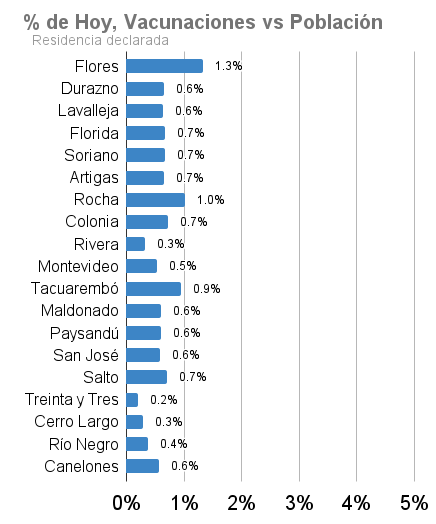 % de Hoy, Vacunaciones vs Población
Residencia declarada
Flores 1.3%
Durazno 0.6%
Lavalleja 0.6%
Florida 0.7%
Soriano 0.7%
Artigas 0.7%
Rocha 1.0%
Colonia 0.7%
Rivera 0.3%
Montevideo 0.5%
Tacuarembó 0.9%
Maldonado 0.6%
Paysandú 0.6%
San José 0.6%
Salto 0.7%
Treinta y Tres 0.2%
Cerro Largo 0.3%
Río Negro 0.4%
Canelones 0.6%
0% 1% 2% 3% 4% 5%